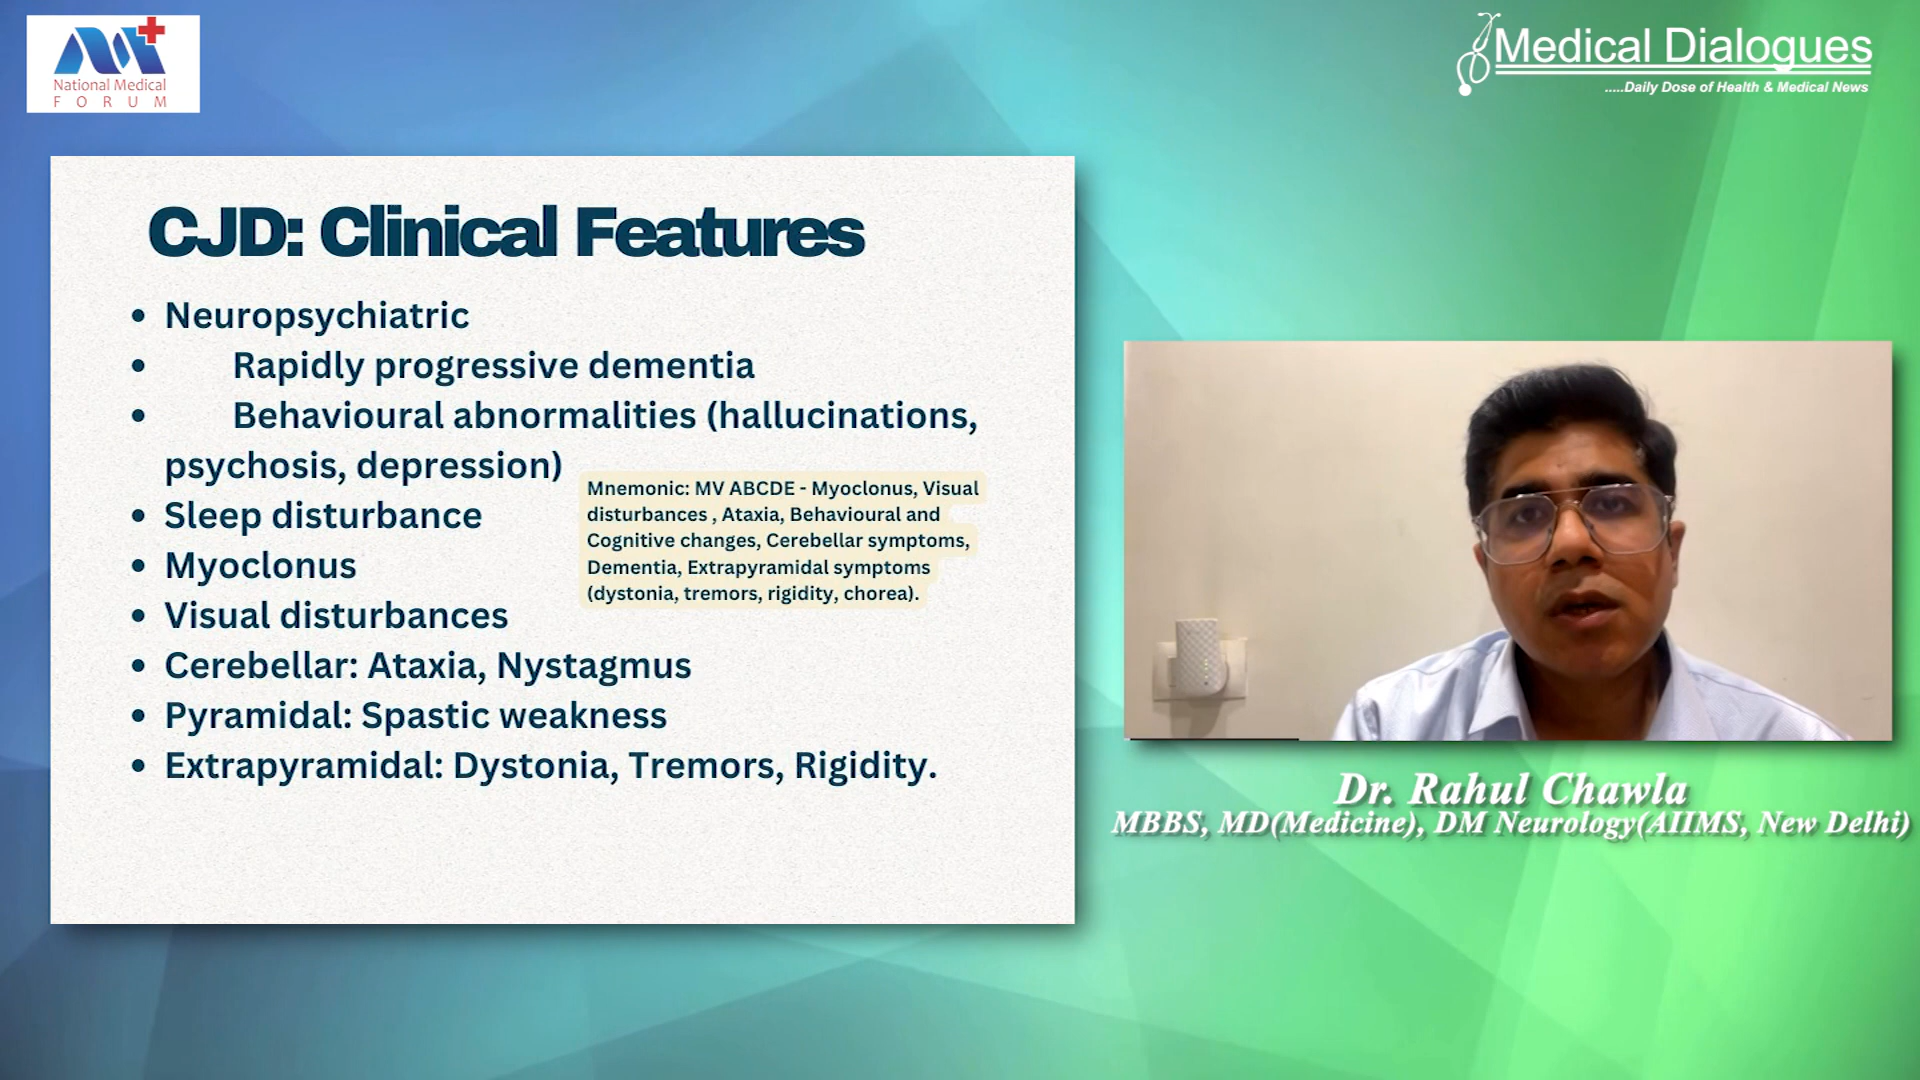 National Medical
FORUM
Medical Dialogues
.....Daily Dose of Health & Medical News
CJD: Clinical Features
• Neuropsychiatric
• Rapidly progressive dementia
• Behavioural abnormalities (hallucinations,
psychosis, depression)
• Sleep disturbance
• Myoclonus
• Visual disturbances
• Cerebellar: Ataxia, Nystagmus
• Pyramidal: Spastic weakness
• Extrapyramidal: Dystonia, Tremors, Rigidity.
Mnemonic: MV ABCDE - Myoclonus, Visual
disturbances , Ataxia, Behavioural and
Cognitive changes, Cerebellar symptoms,
Dementia, Extrapyramidal symptoms
(dystonia, tremors, rigidity, chorea).
Dr. Rahul Chawla
MBBS, MD(Medicine), DM Neurology(AIIMS, New Delhi)